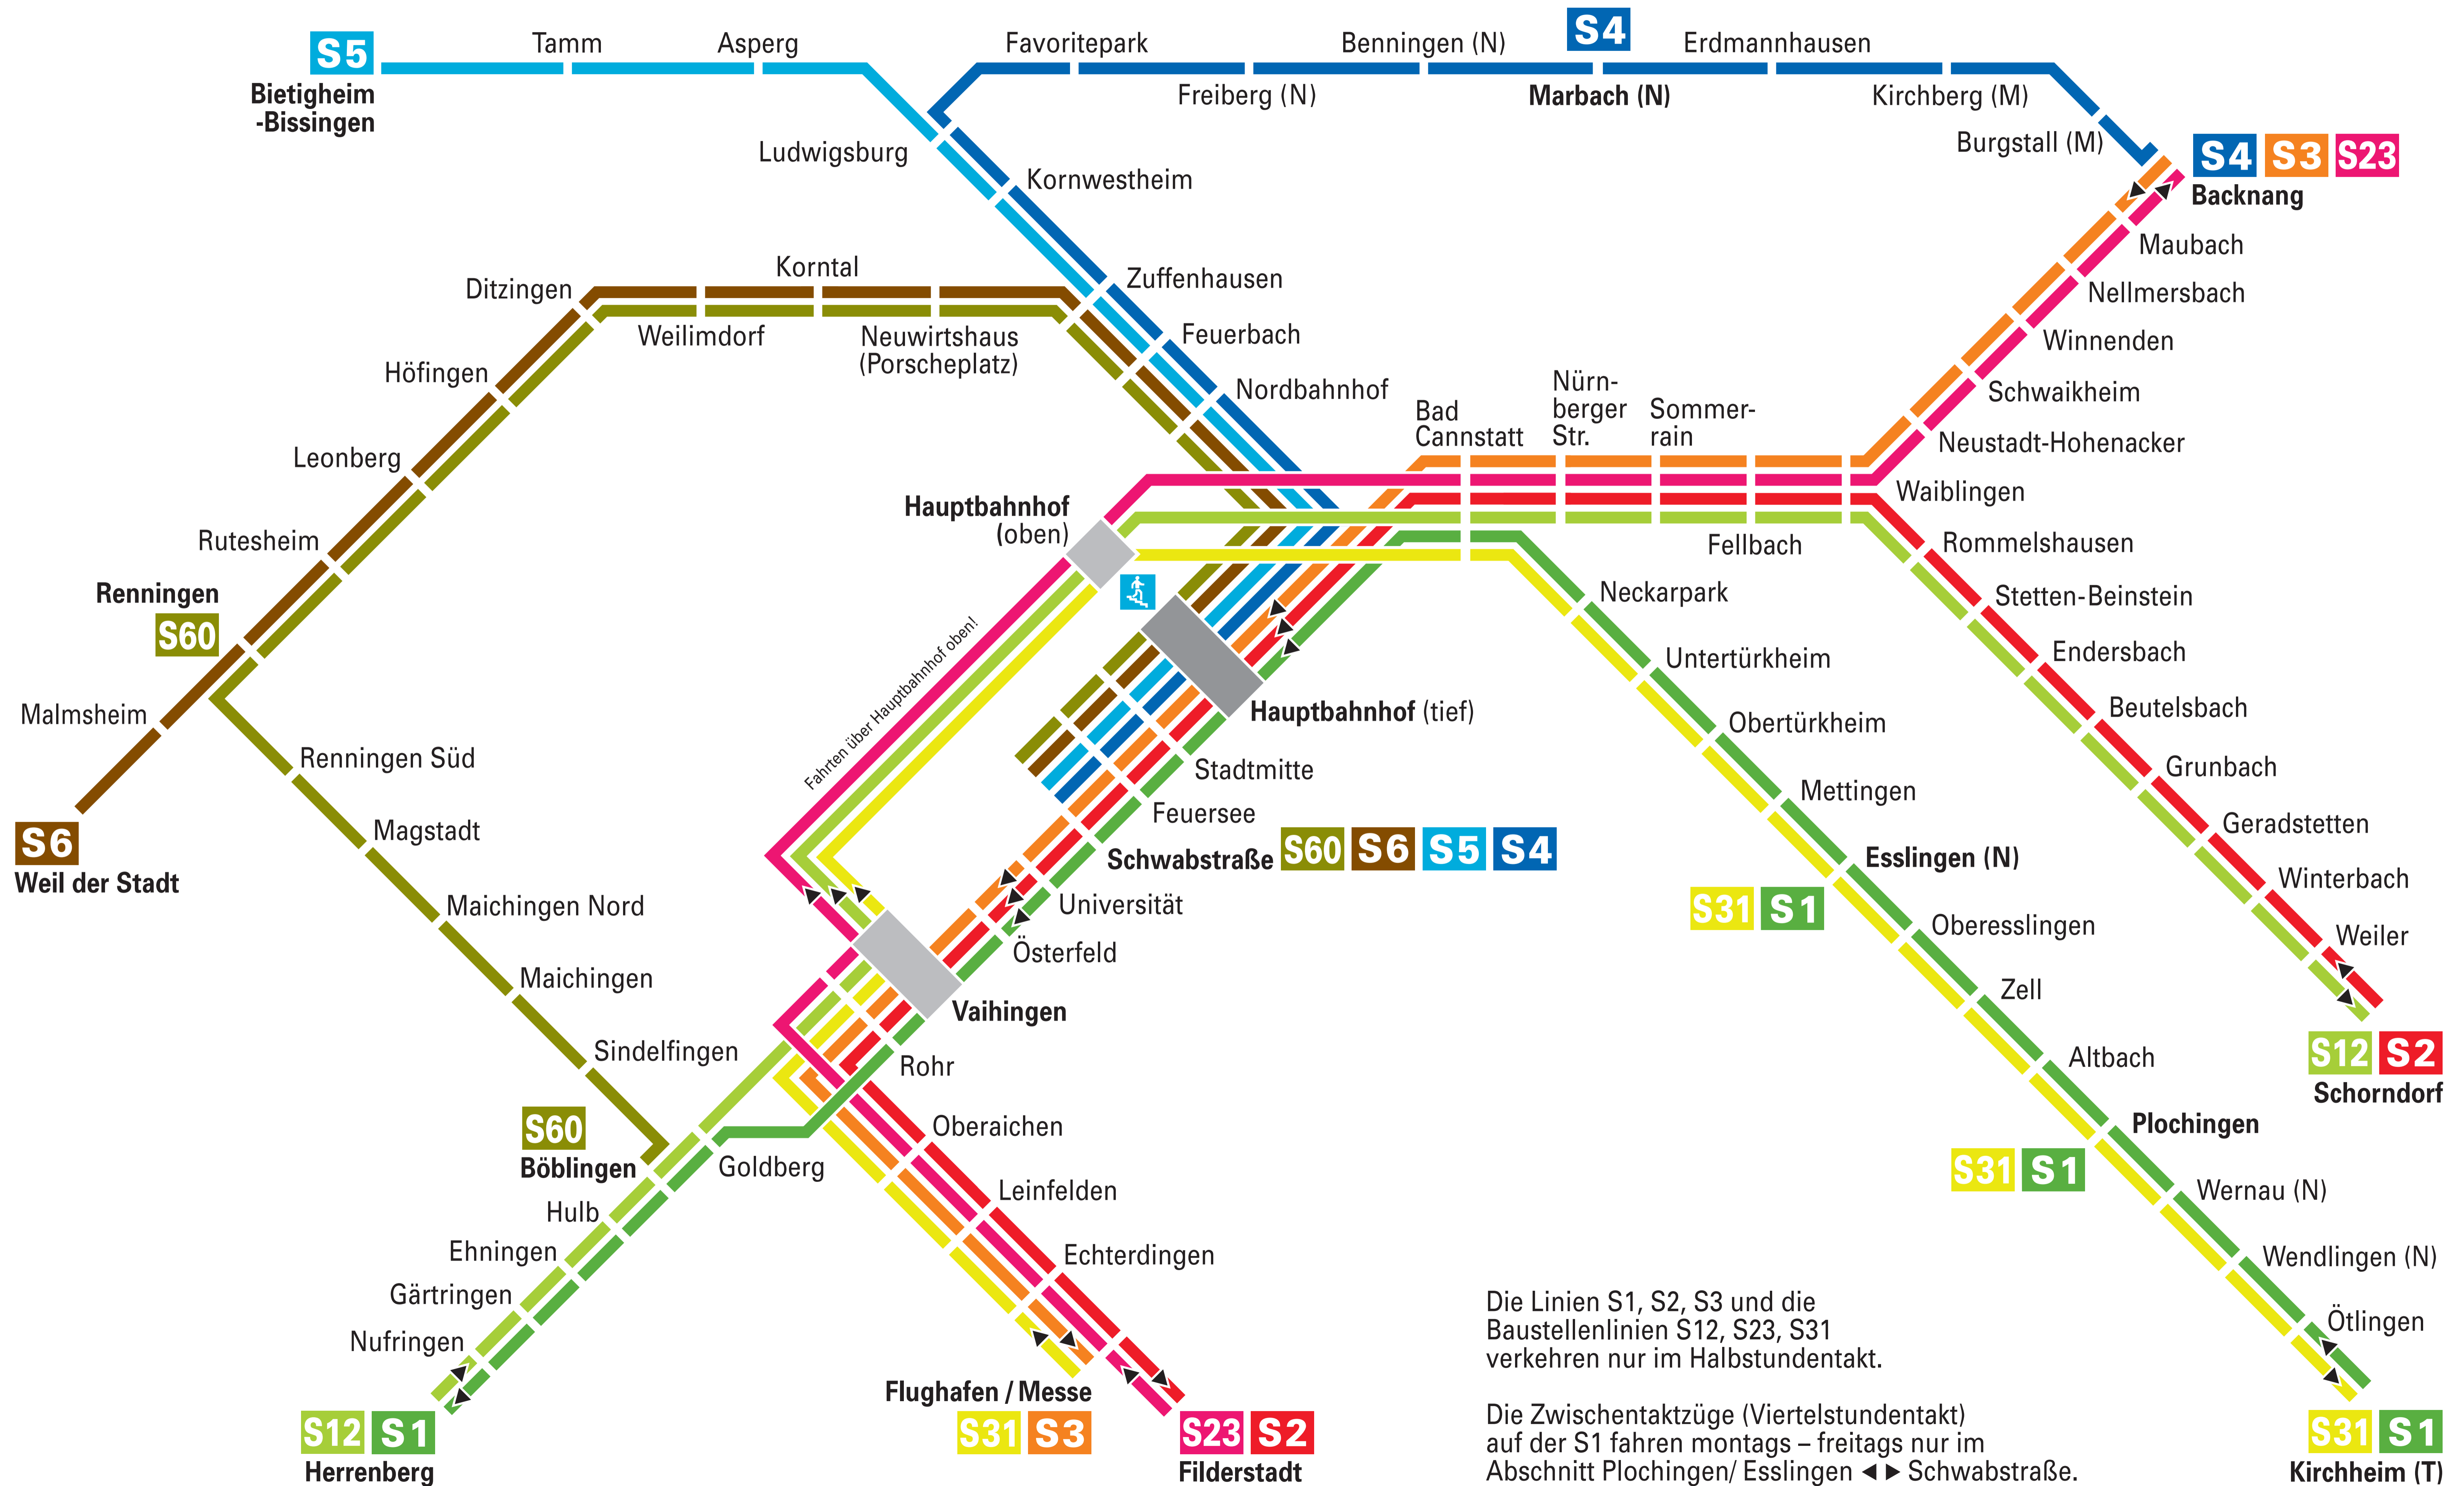 S5
Bietigheim
-Bissingen
Tamm
Asperg
Favoritepark
Freiberg (N)
Benningen (N)
S4
Marbach (N)
Erdmannhausen
Kirchberg (M)
Burgstall (M)
S4 S3 S23
Backnang
Ludwigsburg
Kornwestheim
Zuffenhausen
Feuerbach
Nordbahnhof
Ditzingen
Korntal
Weilimdorf
Neuwirtshaus
(Porscheplatz)
Höfingen
Leonberg
Rutesheim
Renningen
S60
Malmsheim
S6
Weil der Stadt
Renningen Süd
Magstadt
Maichingen Nord
Maichingen
Sindelfingen
S60
Böblingen
Maubach
Nellmersbach
Winnenden
Schwaikheim
Neustadt-Hohenacker
Waiblingen
Bad
Cannstatt
Nürn-
berger
Str.
Sommer-
rain
Fellbach
Hauptbahnhof
(oben)
Fahrten über Hauptbahnhof oben!
Hauptbahnhof (tief)
Stadtmitte
Feuersee
Schwabstraße S60 S6 S5 S4
Universität
Österfeld
Vaihingen
Rohr
Oberaichen
Leinfelden
Echterdingen
Goldberg
Hulb
Ehningen
Gärtringen
Nufringen
S12 S1
Herrenberg
Flughafen / Messe
S31 S3
S23 S2
Filderstadt
Rommelshausen
Stetten-Beinstein
Endersbach
Beutelsbach
Grunbach
Geradstetten
Winterbach
Weiler
S12 S2
Schorndorf
Neckarpark
Untertürkheim
Obertürkheim
Mettingen
Esslingen (N)
S31 S1
Oberesslingen
Zell
Altbach
Plochingen
S31 S1
Wernau (N)
Wendlingen (N)
Ötlingen
S31 S1
Kirchheim (T)
Die Linien S1, S2, S3 und die
Baustellenlinien S12, S23, S31
verkehren nur im Halbstundentakt.
Die Zwischentaktzüge (Viertelstundentakt)
auf der S1 fahren montags – freitags nur im
Abschnitt Plochingen/ Esslingen ◄ ► Schwabstraße.